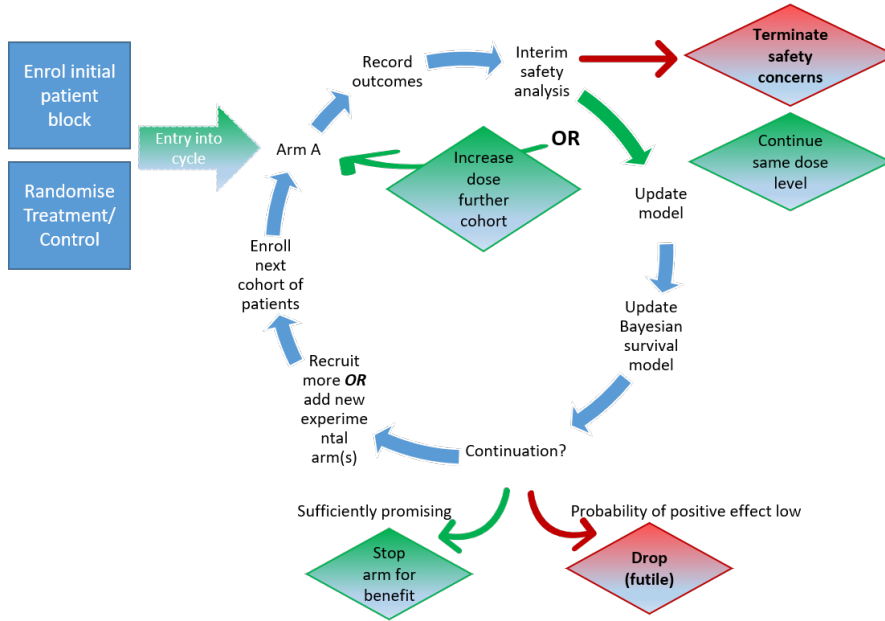 Enrol initial
patient
block
Randomise
Treatment/
Control
Entry into
cycle
Arm A
Record
outcomes
Interim
safety
analysis
Terminate
safety
concerns
OR
Increase
dose
further
cohort
Continue
same dose
level
Update
model
Update
Bayesian
survival
model
Continuation?
Recruit
more OR
add new
experime
ntal
arm(s)
Enroll
next
cohort of
patients
Sufficiently promising
Stop
arm for
benefit
Probability of positive effect low
Drop
(futile)